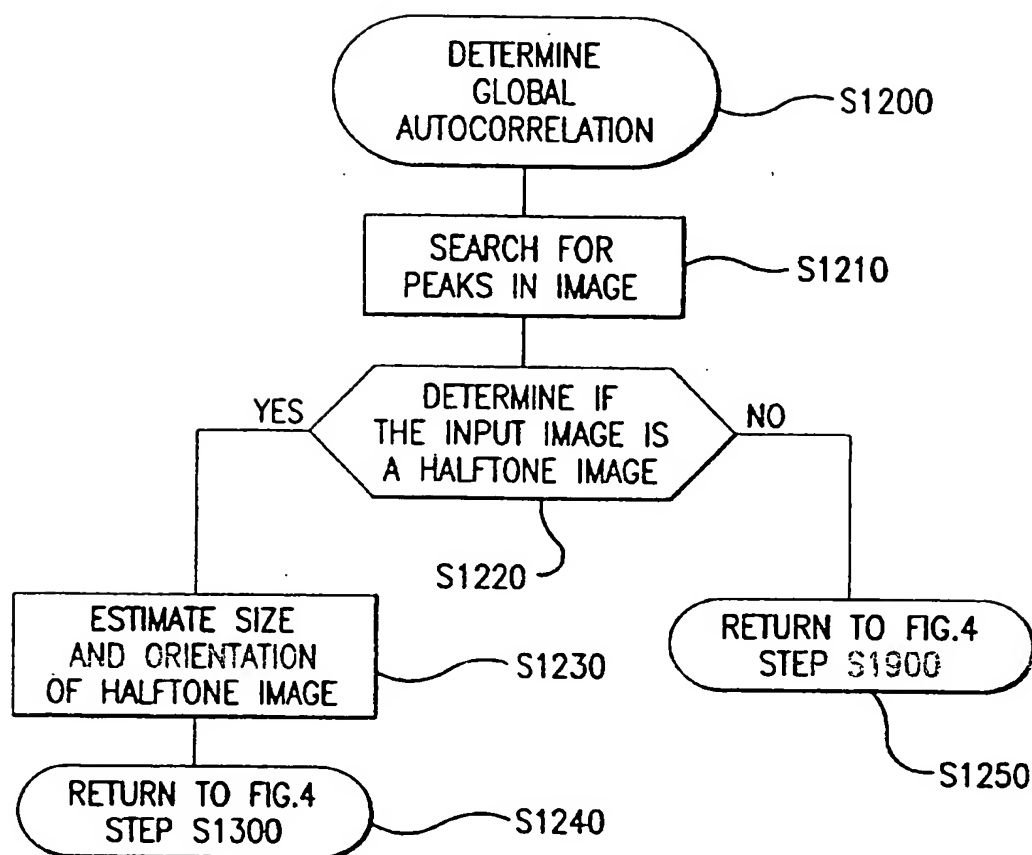 DETERMINE
GLOBAL
AUTOCORRELATION
S1200
SEARCH FOR
PEAKS IN IMAGE
S1210
YES
DETERMINE IF
THE INPUT IMAGE IS
A HALFTONE IMAGE
NO
S1220
ESTIMATE SIZE
AND ORIENTATION
OF HALFTONE IMAGE
S1230
RETURN TO FIG.4
STEP S1900
S1250
RETURN TO FIG.4
STEP S1300
S1240